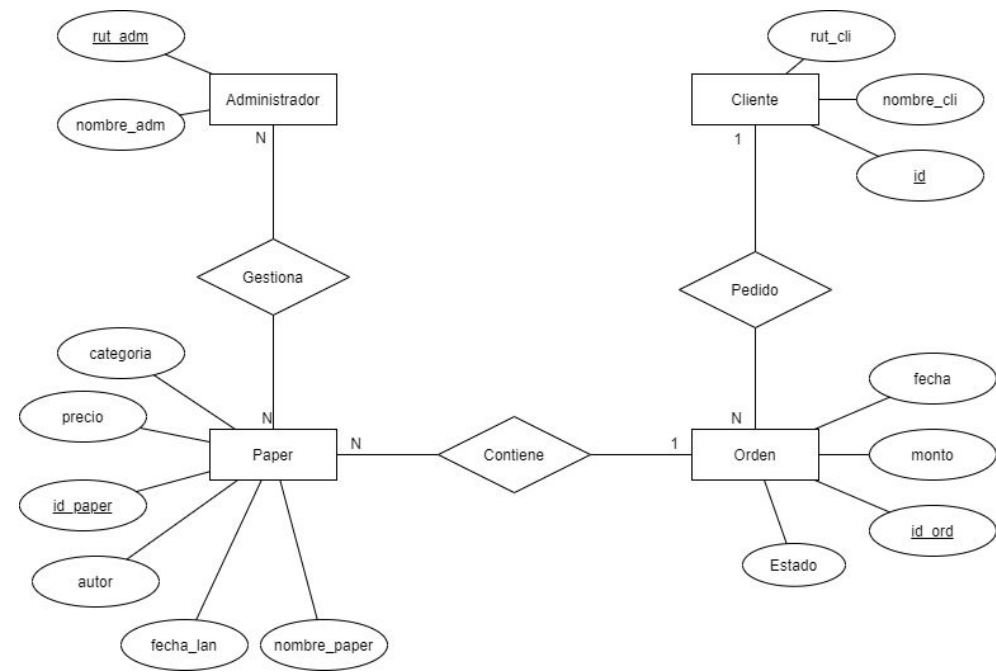 rut_adm
rut_cli
Administrador
Cliente
nombre_cli
nombre_adm
N
1
id
Gestiona
Pedido
categoria
fecha
precio
N
N
N
1
Paper
Contiene
Orden
monto
id_paper
id_ord
autor
Estado
fecha_lan
nombre_paper